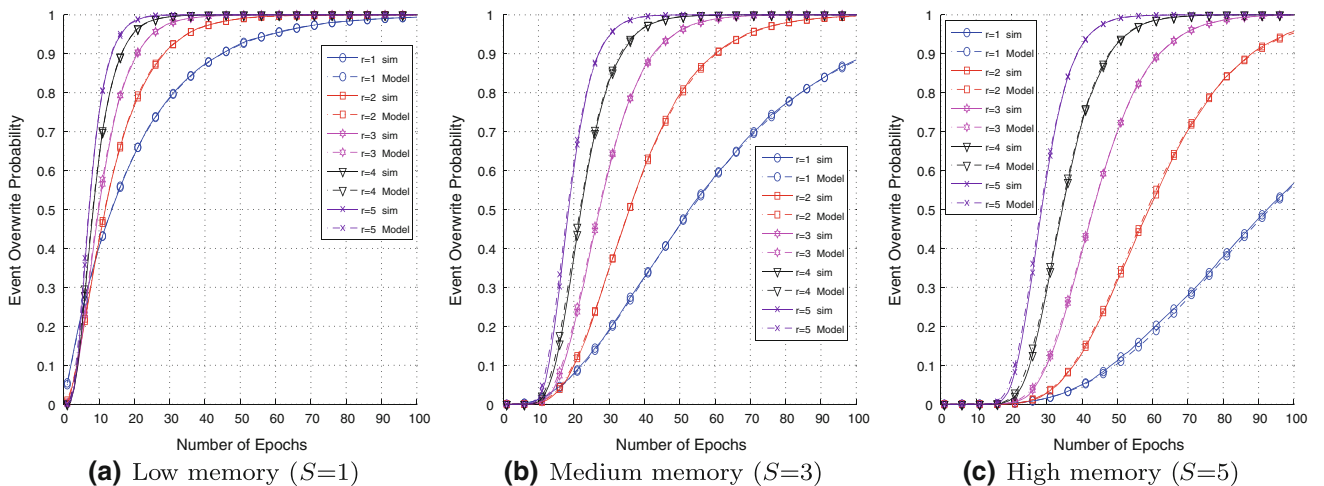 1
0.9
0.8
0.7
0.6
0.5
0.4
0.3
0.2
0.1
0
0 10 20 30 40 50 60 70 80 90 100
Event Overwrite Probability
Number of Epochs
r=1 sim
r=1 Model
r=2 sim
r=2 Model
r=3 sim
r=3 Model
r=4 sim
r=4 Model
r=5 sim
r=5 Model
(a) Low memory (S=1)
1
0.9
0.8
0.7
0.6
0.5
0.4
0.3
0.2
0.1
0
0 10 20 30 40 50 60 70 80 90 100
Event Overwrite Probability
Number of Epochs
r=1 sim
r=1 Model
r=2 sim
r=2 Model
r=3 sim
r=3 Model
r=4 sim
r=4 Model
r=5 sim
r=5 Model
(b) Medium memory (S=3)
1
0.9
0.8
0.7
0.6
0.5
0.4
0.3
0.2
0.1
0
0 10 20 30 40 50 60 70 80 90 100
Event Overwrite Probability
Number of Epochs
r=1 sim
r=1 Model
r=2 sim
r=2 Model
r=3 sim
r=3 Model
r=4 sim
r=4 Model
r=5 sim
r=5 Model
(c) High memory (S=5)